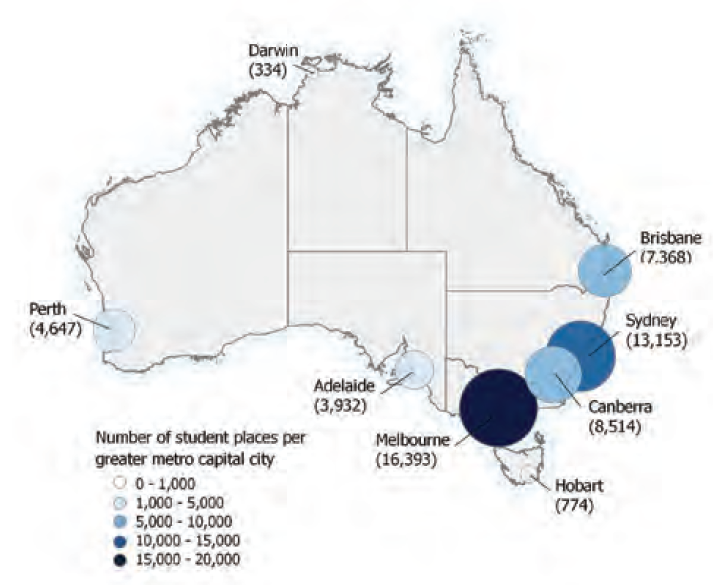 Darwin
(334)
Brisbane
(7,368)
Perth
(4,647)
Sydney
(13,153)
Adelaide
(3,932)
Canberra
(8,514)
Melbourne
(16,393)
Hobart
(774)
Number of student places per
greater metro capital city
0 - 1,000
1,000 - 5,000
5,000 - 10,000
10,000 - 15,000
15,000 - 20,000